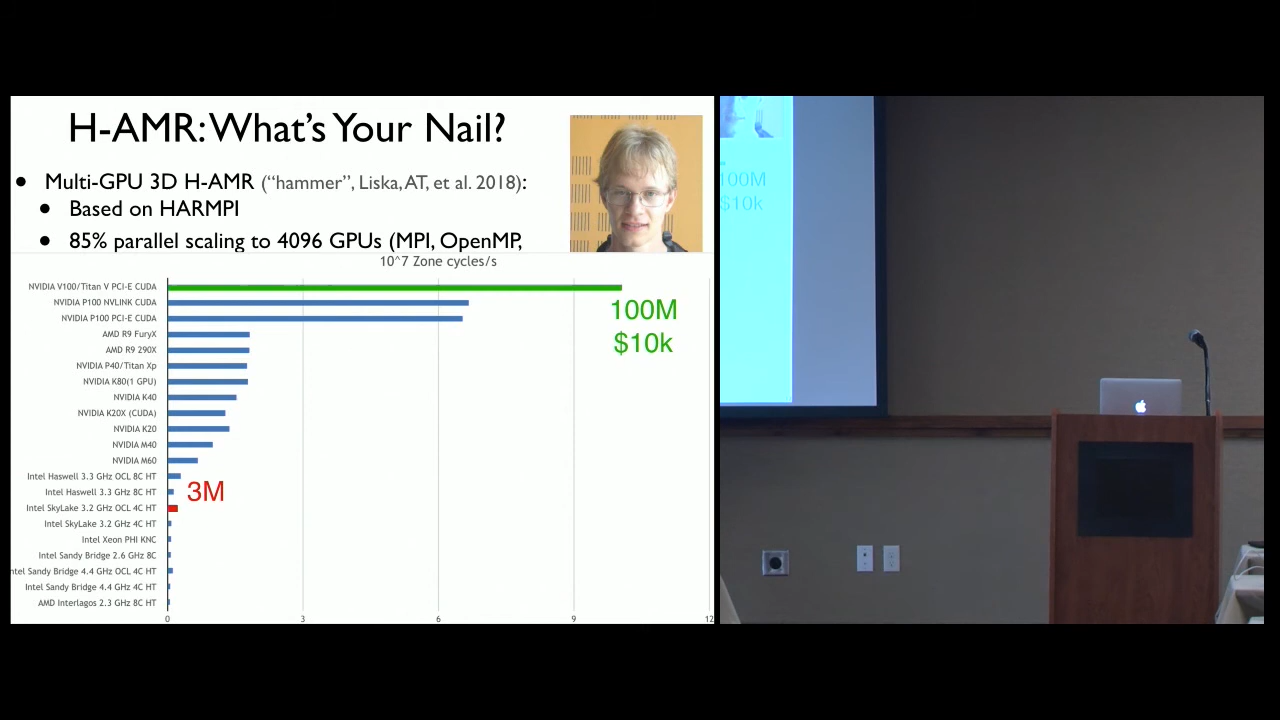 H-AMR: What's Your Nail?
• Multi-GPU 3D H-AMR (“hammer”, Liska, AT, et al. 2018):
• Based on HARMPI
• 85% parallel scaling to 4096 GPUs (MPI, OpenMP,
10^7 Zone cycles/s
NVIDIA V100/Titan V PCI-E CUDA
NVIDIA P100 NVLINK CUDA
NVIDIA P100 PCI-E CUDA
AMD R9 FuryX
AMD R9 290X
NVIDIA P40/Titan Xp
NVIDIA K80(1 GPU)
NVIDIA K40
NVIDIA K20X (CUDA)
NVIDIA K20
NVIDIA M40
NVIDIA M60
Intel Haswell 3.3 GHz OCL 8C HT
Intel Haswell 3.3 GHz 8C HT
Intel SkyLake 3.2 GHz OCL 4C HT
Intel SkyLake 3.2 GHz 4C HT
Intel Xeon PHI KNC
Intel Sandy Bridge 2.6 GHz 8C
ntel Sandy Bridge 4.4 GHz OCL 4C HT
Intel Sandy Bridge 4.4 GHz 4C HT
AMD Interlagos 2.3 GHz 8C HT
100M
$10k
3M
0 3 6 9 12
100M
$10k